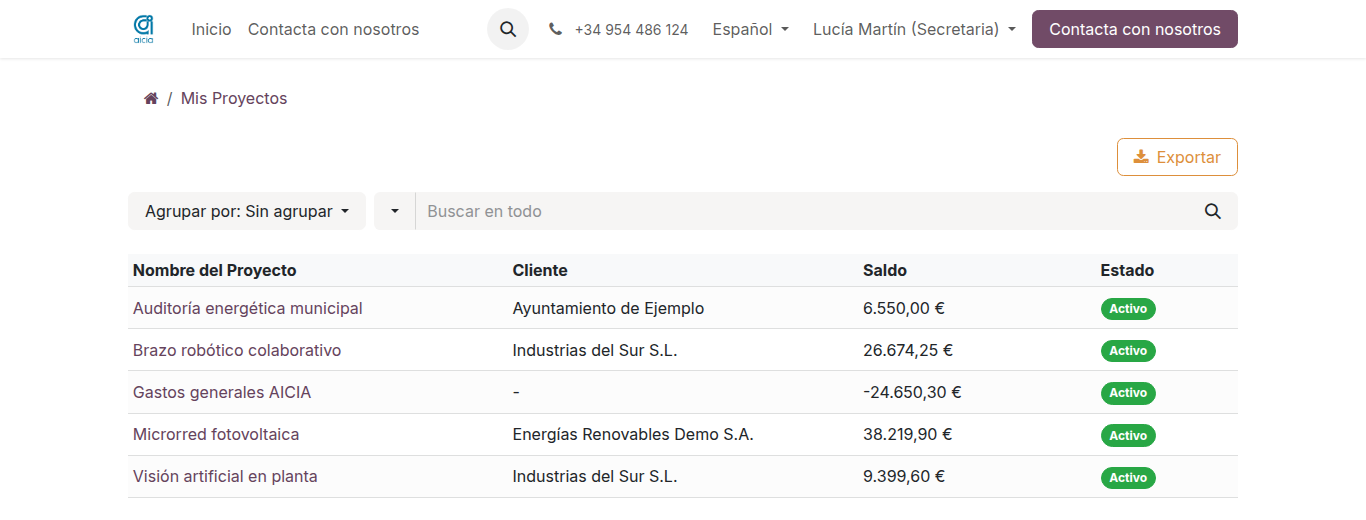 aicia Inicio Contacta con nosotros +34 954 486 124 Español Lucía Martín (Secretaria) Contacta con nosotros
/ Mis Proyectos
Exportar
Agrupar por: Sin agrupar Buscar en todo
Nombre del Proyecto Cliente Saldo Estado
Auditoría energética municipal Ayuntamiento de Ejemplo 6.550,00 € Activo
Brazo robótico colaborativo Industrias del Sur S.L. 26.674,25 € Activo
Gastos generales AICIA - -24.650,30 € Activo
Microrred fotovoltaica Energías Renovables Demo S.A. 38.219,90 € Activo
Visión artificial en planta Industrias del Sur S.L. 9.399,60 € Activo